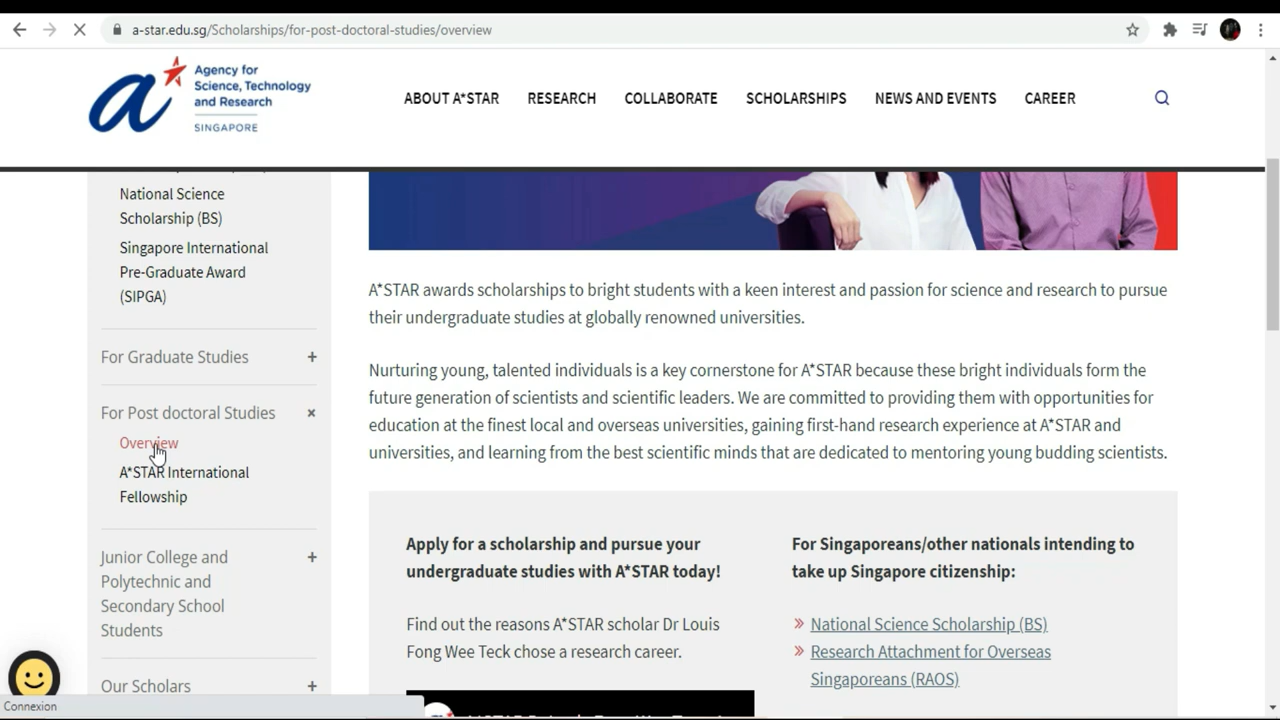 a-star.edu.sg/Scholarships/for-post-doctoral-studies/overview
a
Agency for
Science, Technology
and Research
SINGAPORE
ABOUT A*STAR
RESEARCH
COLLABORATE
SCHOLARSHIPS
NEWS AND EVENTS
CAREER
National Science
Scholarship (BS)
Singapore International
Pre-Graduate Award
(SIPGA)
For Graduate Studies +
For Post doctoral Studies ×
Overview
A*STAR International
Fellowship
Junior College and +
Polytechnic and
Secondary School
Students
Our Scholars +
Connexion
A*STAR awards scholarships to bright students with a keen interest and passion for science and research to pursue
their undergraduate studies at globally renowned universities.
Nurturing young, talented individuals is a key cornerstone for A*STAR because these bright individuals form the
future generation of scientists and scientific leaders. We are committed to providing them with opportunities for
education at the finest local and overseas universities, gaining first-hand research experience at A*STAR and
universities, and learning from the best scientific minds that are dedicated to mentoring young budding scientists.
Apply for a scholarship and pursue your
undergraduate studies with A*STAR today!
Find out the reasons A*STAR scholar Dr Louis
Fong Wee Teck chose a research career.
For Singaporeans/other nationals intending to
take up Singapore citizenship:
» National Science Scholarship (BS)
» Research Attachment for Overseas
Singaporeans (RAOS)